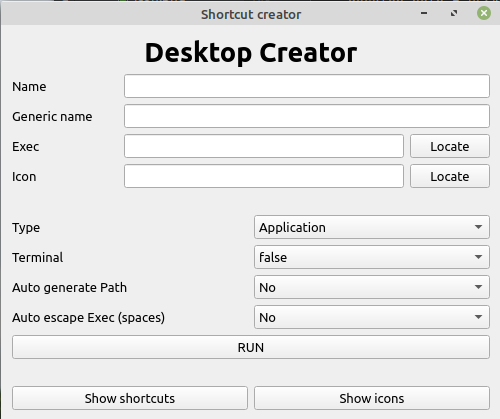 Shortcut creator
Desktop Creator
Name
Generic name
Exec Locate
Icon Locate
Type Application
Terminal false
Auto generate Path No
Auto escape Exec (spaces) No
RUN
Show shortcuts Show icons